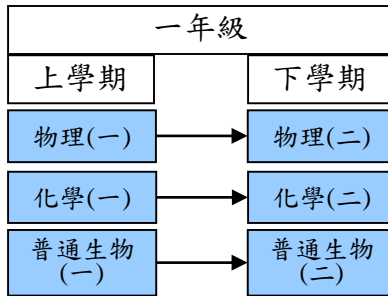 一年級
上學期
下學期
物理(一)
物理(二)
化學(一)
化學(二)
普通生物
(一)
普通生物
(二)